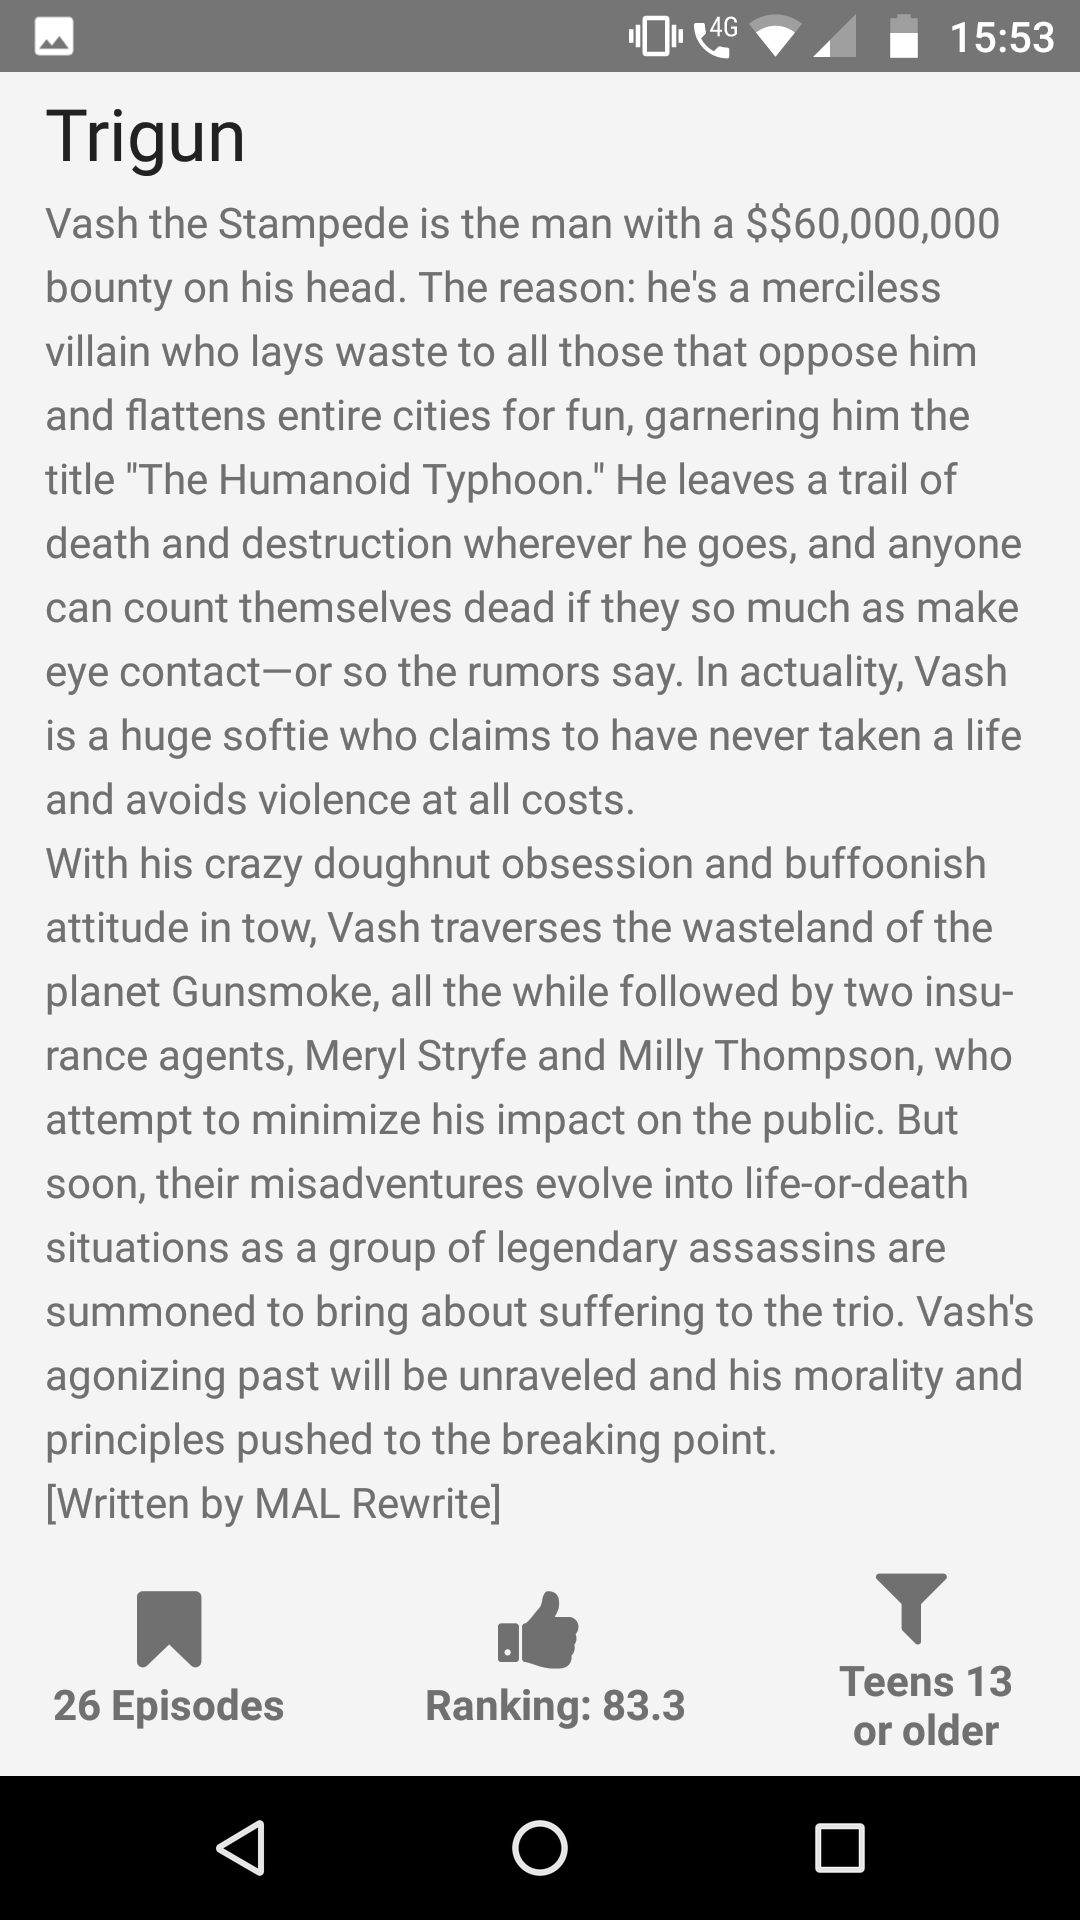 4G
15:53
Trigun
Vash the Stampede is the man with a $$60,000,000
bounty on his head. The reason: he's a merciless
villain who lays waste to all those that oppose him
and flattens entire cities for fun, garnering him the
title "The Humanoid Typhoon." He leaves a trail of
death and destruction wherever he goes, and anyone
can count themselves dead if they so much as make
eye contact—or so the rumors say. In actuality, Vash
is a huge softie who claims to have never taken a life
and avoids violence at all costs.
With his crazy doughnut obsession and buffoonish
attitude in tow, Vash traverses the wasteland of the
planet Gunsmoke, all the while followed by two insu-
rance agents, Meryl Stryfe and Milly Thompson, who
attempt to minimize his impact on the public. But
soon, their misadventures evolve into life-or-death
situations as a group of legendary assassins are
summoned to bring about suffering to the trio. Vash's
agonizing past will be unraveled and his morality and
principles pushed to the breaking point.
[Written by MAL Rewrite]
26 Episodes
Ranking: 83.3
Teens 13
or older